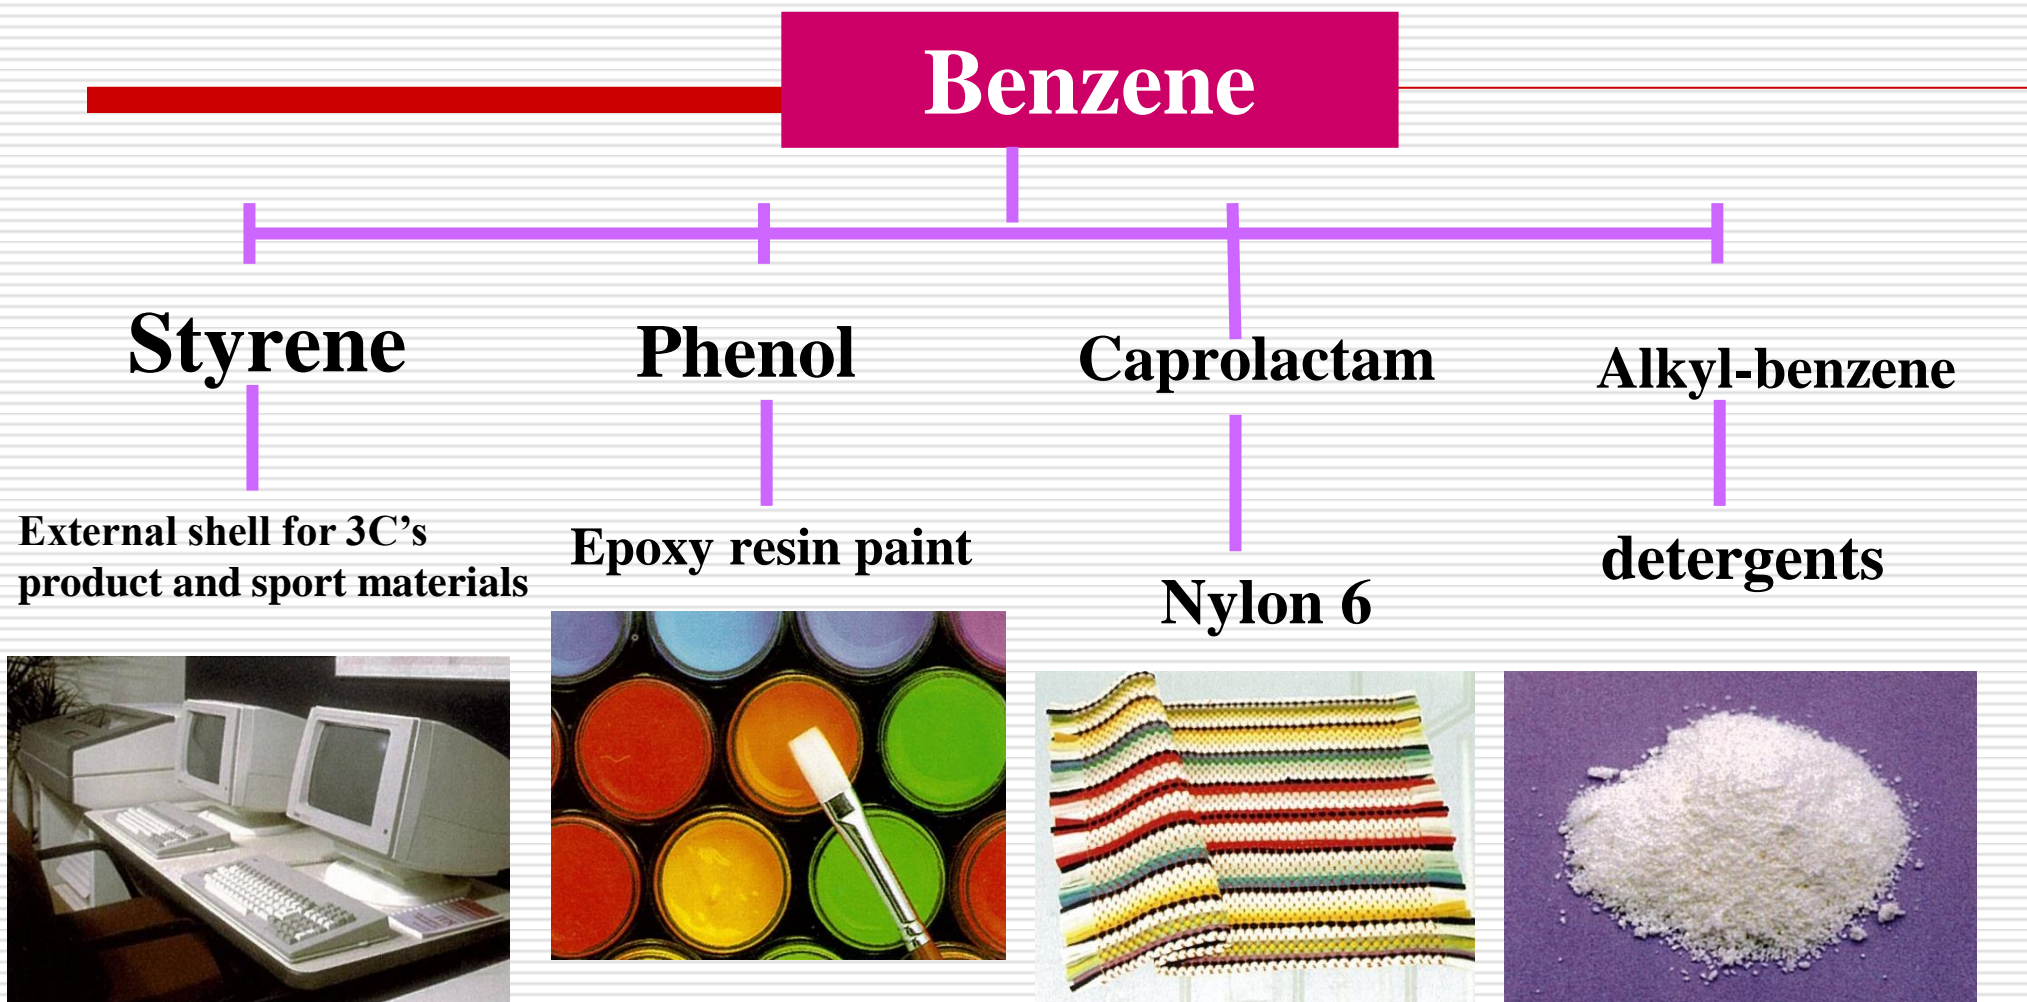 Benzene
Styrene
Phenol
Caprolactam
Alkyl-benzene
External shell for 3C’s
product and sport materials
Epoxy resin paint
Nylon 6
detergents